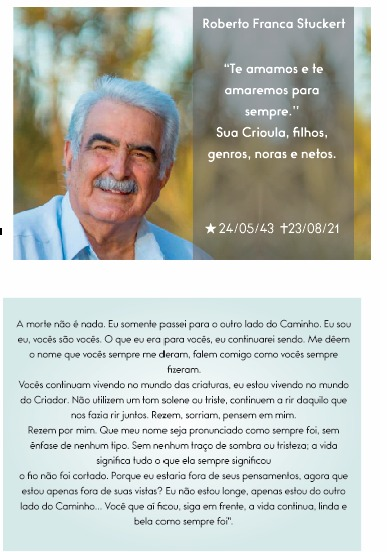 Roberto Franca Stuckert
“Te amamos e te
amaremos para
sempre.’’
Sua Crioula, filhos,
genros, noras e netos.
★24/05/43 ✝23/08/21
A morte não é nada. Eu somente passei para o outro lado do Caminho. Eu sou
eu, vocês são vocês. O que eu era para vocês, eu continuarei sendo. Me dêem
o nome que vocês sempre me deram, falem comigo como vocês sempre
fizeram.
Vocês continuam vivendo no mundo das criaturas, eu estou vivendo no mundo
do Criador. Não utilizem um tom solene ou triste, continuem a rir daquilo que
nos fazia rir juntos. Rezem, sorriam, pensem em mim.
Rezem por mim. Que meu nome seja pronunciado como sempre foi, sem
ênfase de nenhum tipo. Sem nenhum traço de sombra ou tristeza; a vida
significa tudo o que ela sempre significou
o fio não foi cortado. Porque eu estaria fora de seus pensamentos, agora que
estou apenas fora de suas vistas? Eu não estou longe, apenas estou do outro
lado do Caminho... Você que aí ficou, siga em frente, a vida continua, linda e
bela como sempre foi".